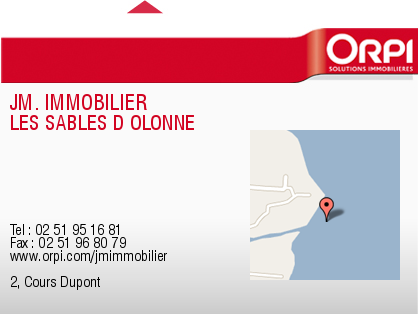 ORPI
SOLUTIONS IMMOBILIÈRES
JM. IMMOBILIER
LES SABLES D OLONNE
Tel : 02 51 95 16 81
Fax : 02 51 96 80 79
www.orpi.com/jmimmobilier
2, Cours Dupont